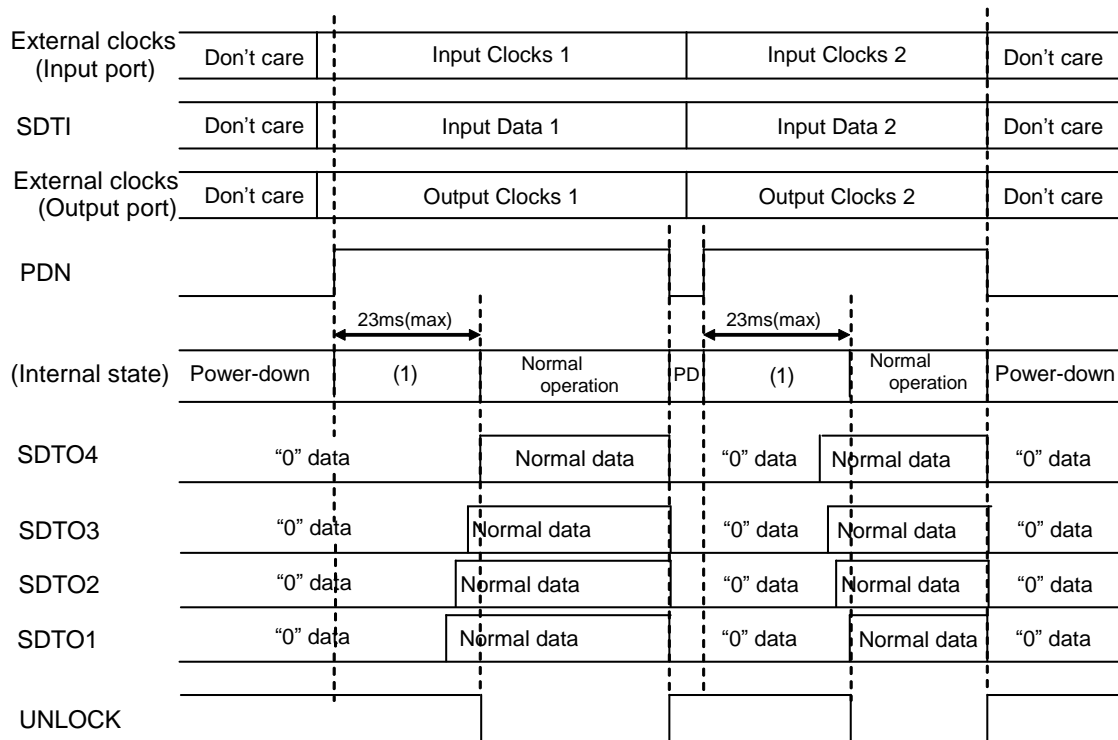 External clocks
(Input port) Don't care Input Clocks 1 Input Clocks 2 Don't care
SDTI Don't care Input Data 1 Input Data 2 Don't care
External clocks
(Output port) Don't care Output Clocks 1 Output Clocks 2 Don't care
PDN
23ms(max) 23ms(max)
(Internal state) Power-down (1) Normal operation PD (1) Normal operation Power-down
SDTO4 “0” data Normal data “0” data Normal data “0” data
SDTO3 “0” data Normal data “0” data Normal data “0” data
SDTO2 “0” data Normal data “0” data Normal data “0” data
SDTO1 “0” data Normal data “0” data Normal data “0” data
UNLOCK